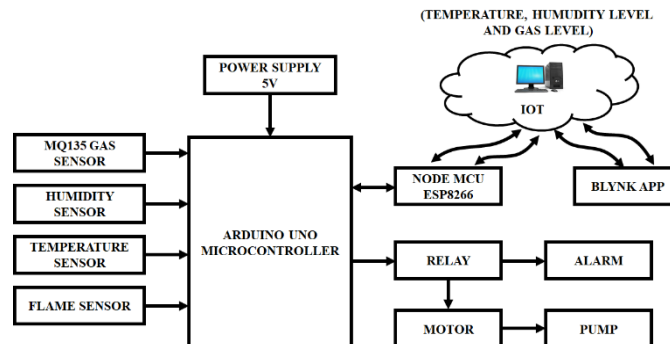 (TEMPERATURE, HUMUDITY LEVEL
AND GAS LEVEL)
POWER SUPPLY
5V
IOT
MQ135 GAS
SENSOR
HUMIDITY
SENSOR
TEMPERATURE
SENSOR
FLAME SENSOR
ARDUINO UNO
MICROCONTROLLER
NODE MCU
ESP8266
BLYNK APP
RELAY
ALARM
MOTOR
PUMP